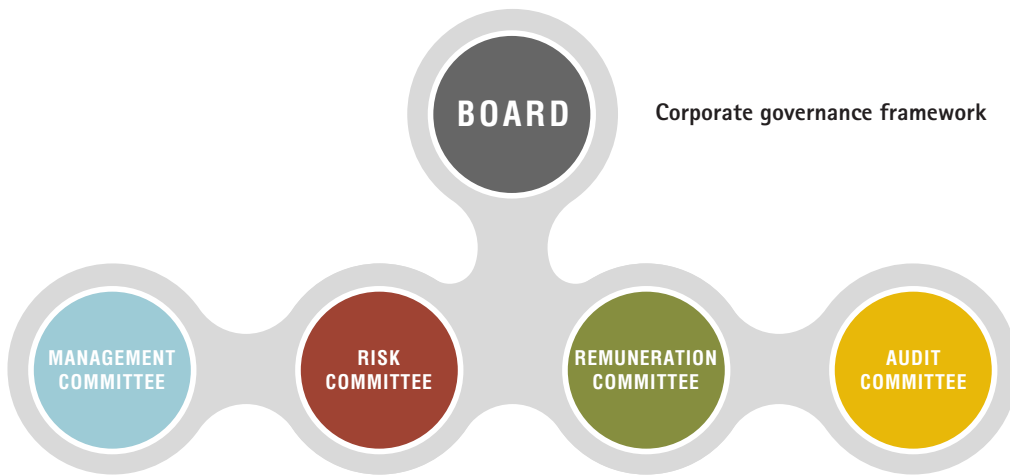 BOARD
Corporate governance framework
MANAGEMENT
COMMITTEE
RISK
COMMITTEE
REMUNERATION
COMMITTEE
AUDIT
COMMITTEE